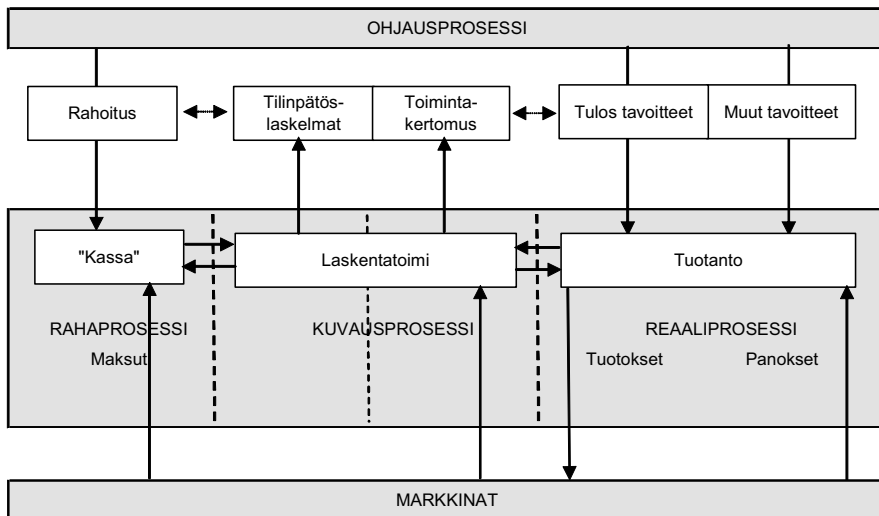 OHJAUSPROSESSI
Rahoitus
Tilinpätös-
laskelmat
Toiminta-
kertomus
Tulos tavoitteet
Muut tavoitteet
"Kassa"
Laskentatoimi
Tuotanto
RAHAPROSESSI
KUVAUSPROSESSI
REAALIPROSESSI
Maksut
Tuotokset
Panokset
MARKKINAT